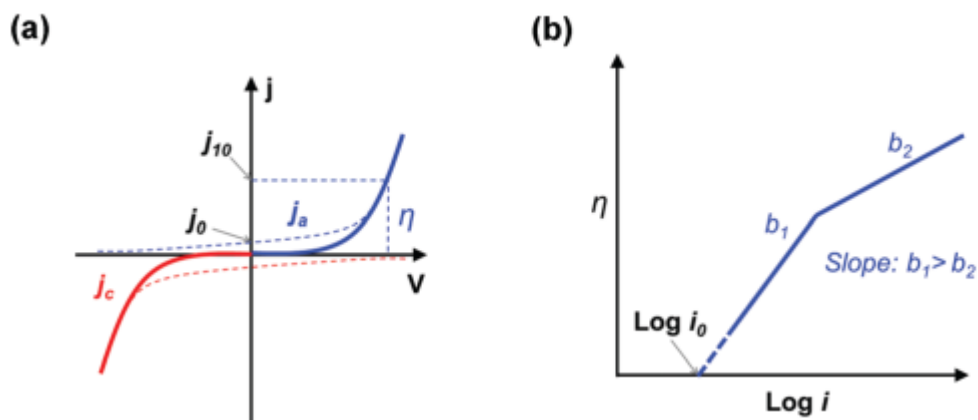 (a)
j
j10
j0
ja
η
jc
V
(b)
b2
b1
η
Slope: b1> b2
Log i0
Log i